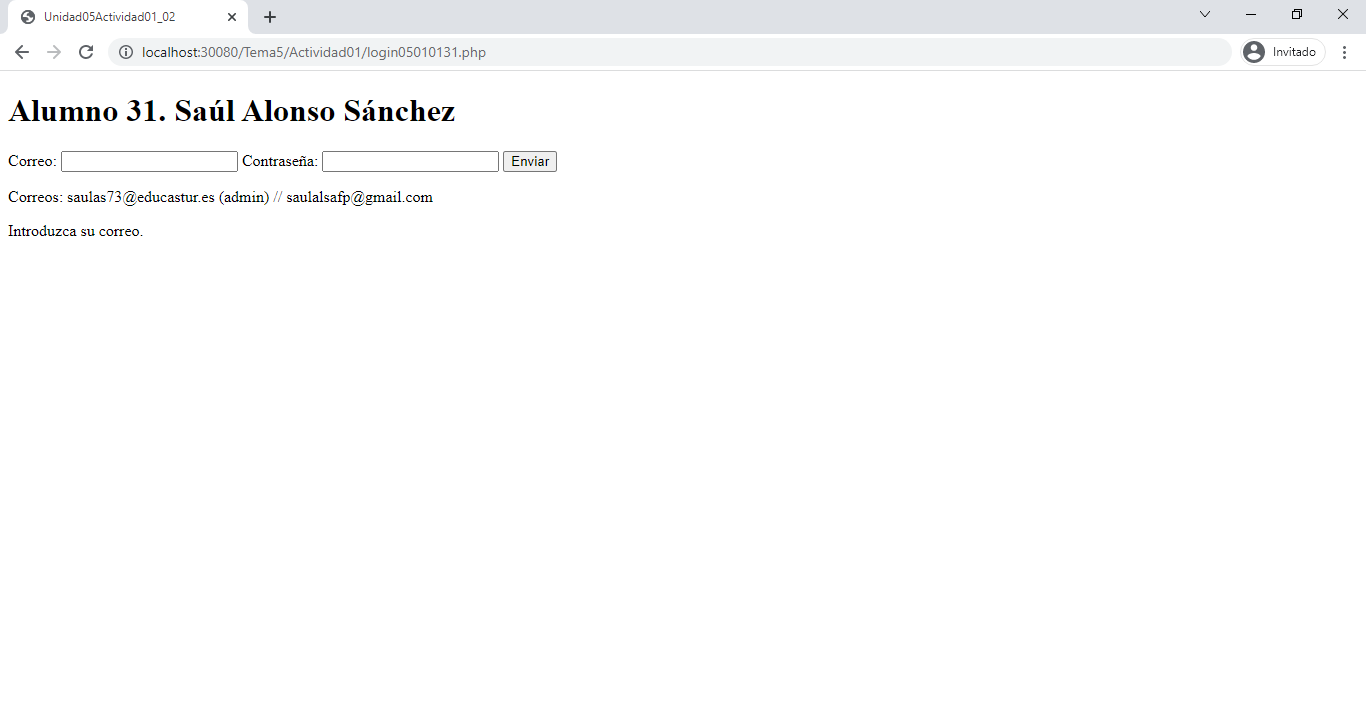 Unidad05Actividad01_02
localhost:30080/Tema5/Actividad01/login05010131.php
Invitado
Alumno 31. Saúl Alonso Sánchez
Correo: Contraseña: Enviar
Correos: saulas73@educastur.es (admin) // saulalsafp@gmail.com
Introduzca su correo.